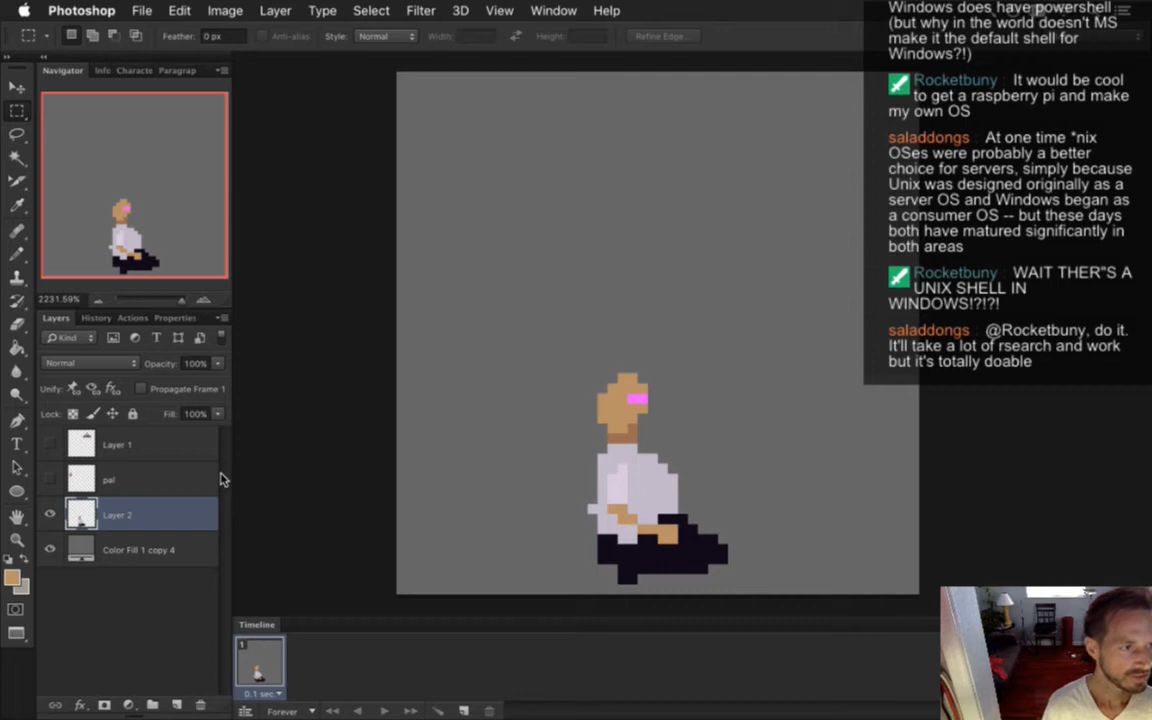 Photoshop File Edit Image Layer Type Select Filter 3D View Window Help
Feather: 0 px Anti-alias Style: Normal Width: Height: Refine Edge...
Navigator Info Characte Paragrap
2231.59%
Layers History Actions Properties
Kind
Normal Opacity: 100%
Unify: Propagate Frame 1
Lock: Fill: 100%
Layer 1
pal
Layer 2
Color Fill 1 copy 4
Timeline
1
0.1 sec.
Forever
Windows does have powershell
(but why in the world doesn't MS
make it the default shell for
Windows?!)
Rocketbuny : It would be cool
to get a raspberry pi and make
my own OS
saladdongs : At one time *nix
OSes were probably a better
choice for servers, simply because
Unix was designed originally as a
server OS and Windows began as
a consumer OS -- but these days
both have matured significantly in
both areas
Rocketbuny : WAIT THER"S A
UNIX SHELL IN
WINDOWS!?!?!
saladdongs : @Rocketbuny, do it.
It'll take a lot of rsearch and work
but it's totally doable